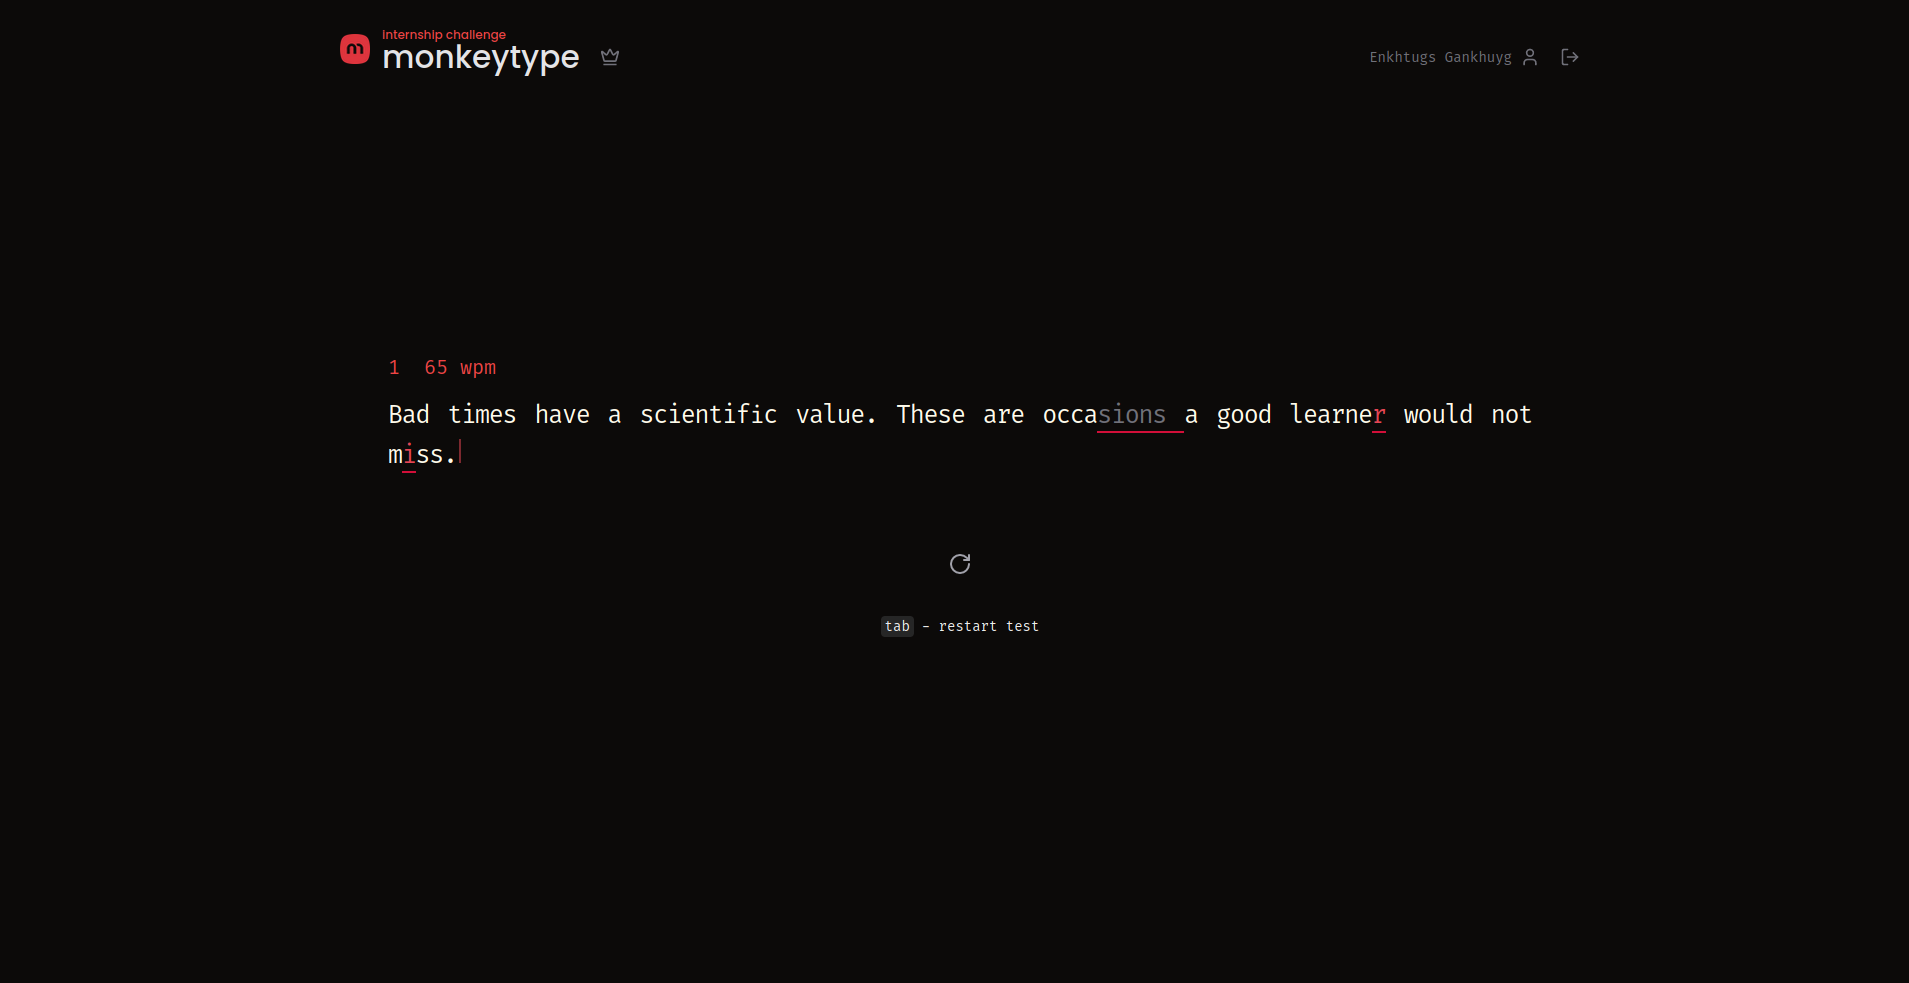 Internship challenge
monkeytype
Enkhtugs Gankhuyg
1 65 wpm
Bad times have a scientific value. These are occasions a good learner would not
miss.
tab - restart test